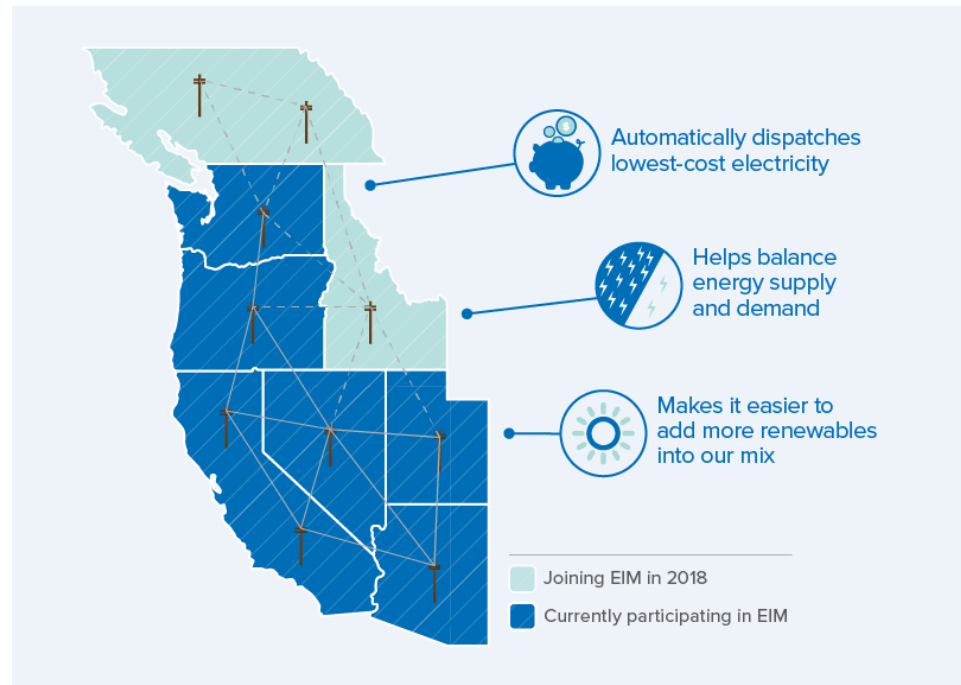 Automatically dispatches
lowest-cost electricity
Helps balance
energy supply
and demand
Makes it easier to
add more renewables
into our mix
Joining EIM in 2018
Currently participating in EIM